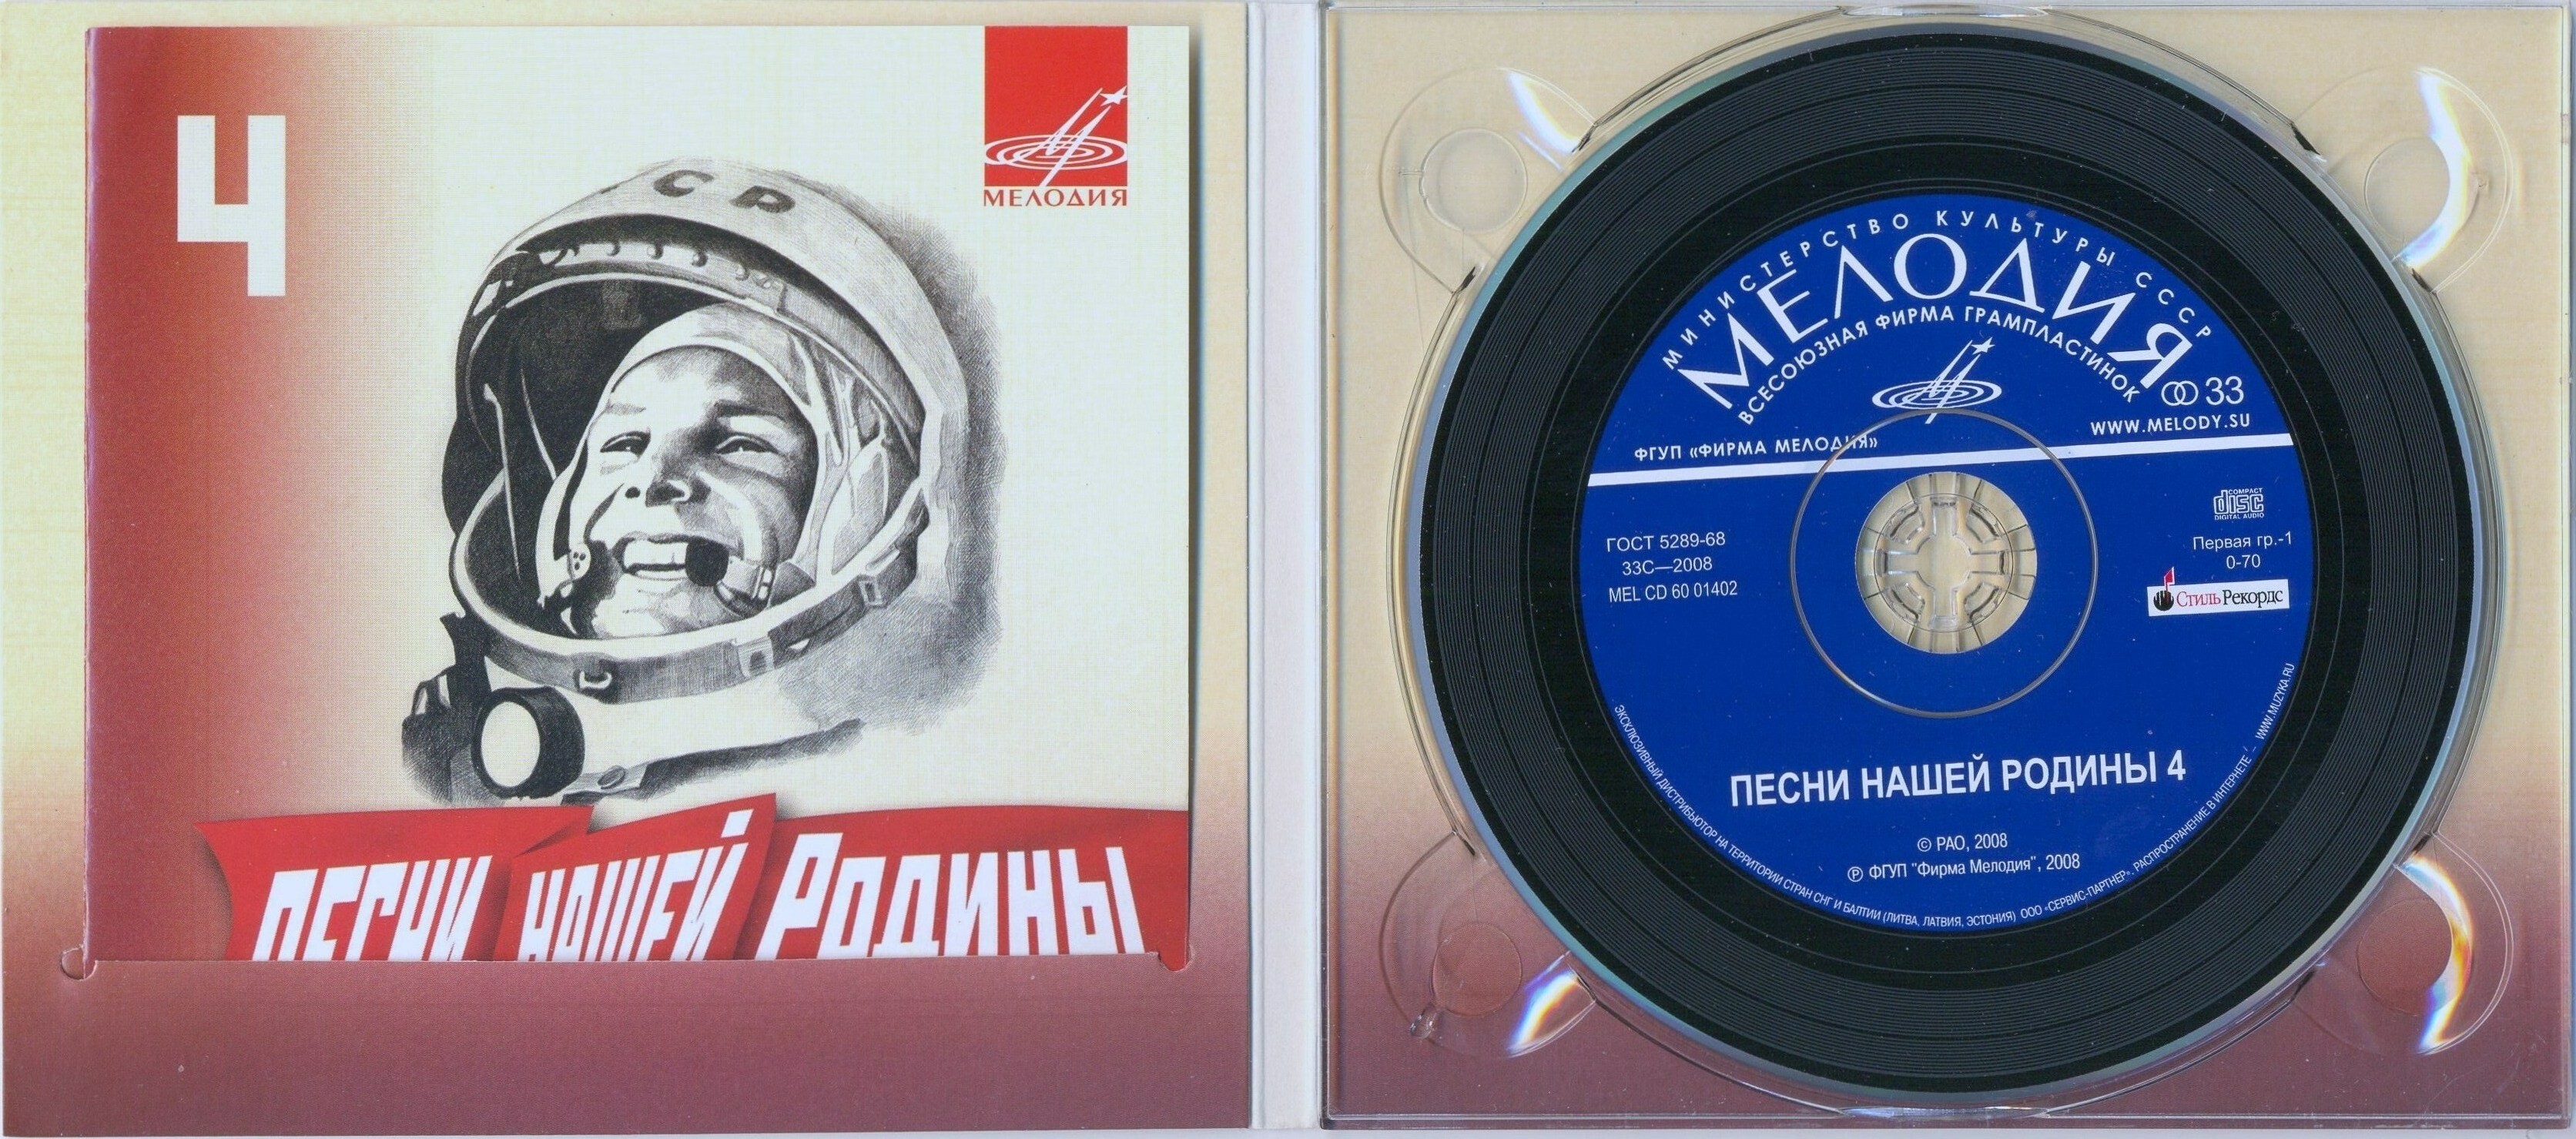 4
СССР
МЕЛОДИЯ
ПЕСНИ НАШЕЙ РОДИНЫ
МИНИСТЕРСТВО КУЛЬТУРЫ СССР
МЕЛОДИЯ
ВСЕСОЮЗНАЯ ФИРМА ГРАМПЛАСТИНОК
33
WWW.MELODY.SU
ФГУП «ФИРМА МЕЛОДИЯ»
COMPACT
disc
DIGITAL AUDIO
ГОСТ 5289-68
33С—2008
MEL CD 60 01402
Первая гр.-1
0-70
Стиль Рекордс
ПЕСНИ НАШЕЙ РОДИНЫ 4
© РАО, 2008
℗ ФГУП "Фирма Мелодия", 2008
ЭКСКЛЮЗИВНЫЙ ДИСТРИБЬЮТОР НА ТЕРРИТОРИИ СТРАН СНГ И БАЛТИИ (ЛИТВА, ЛАТВИЯ, ЭСТОНИЯ) ООО «СЕРВИС-ПАРТНЕР». РАСПРОСТРАНЕНИЕ В ИНТЕРНЕТЕ – WWW.MUZYKA.RU